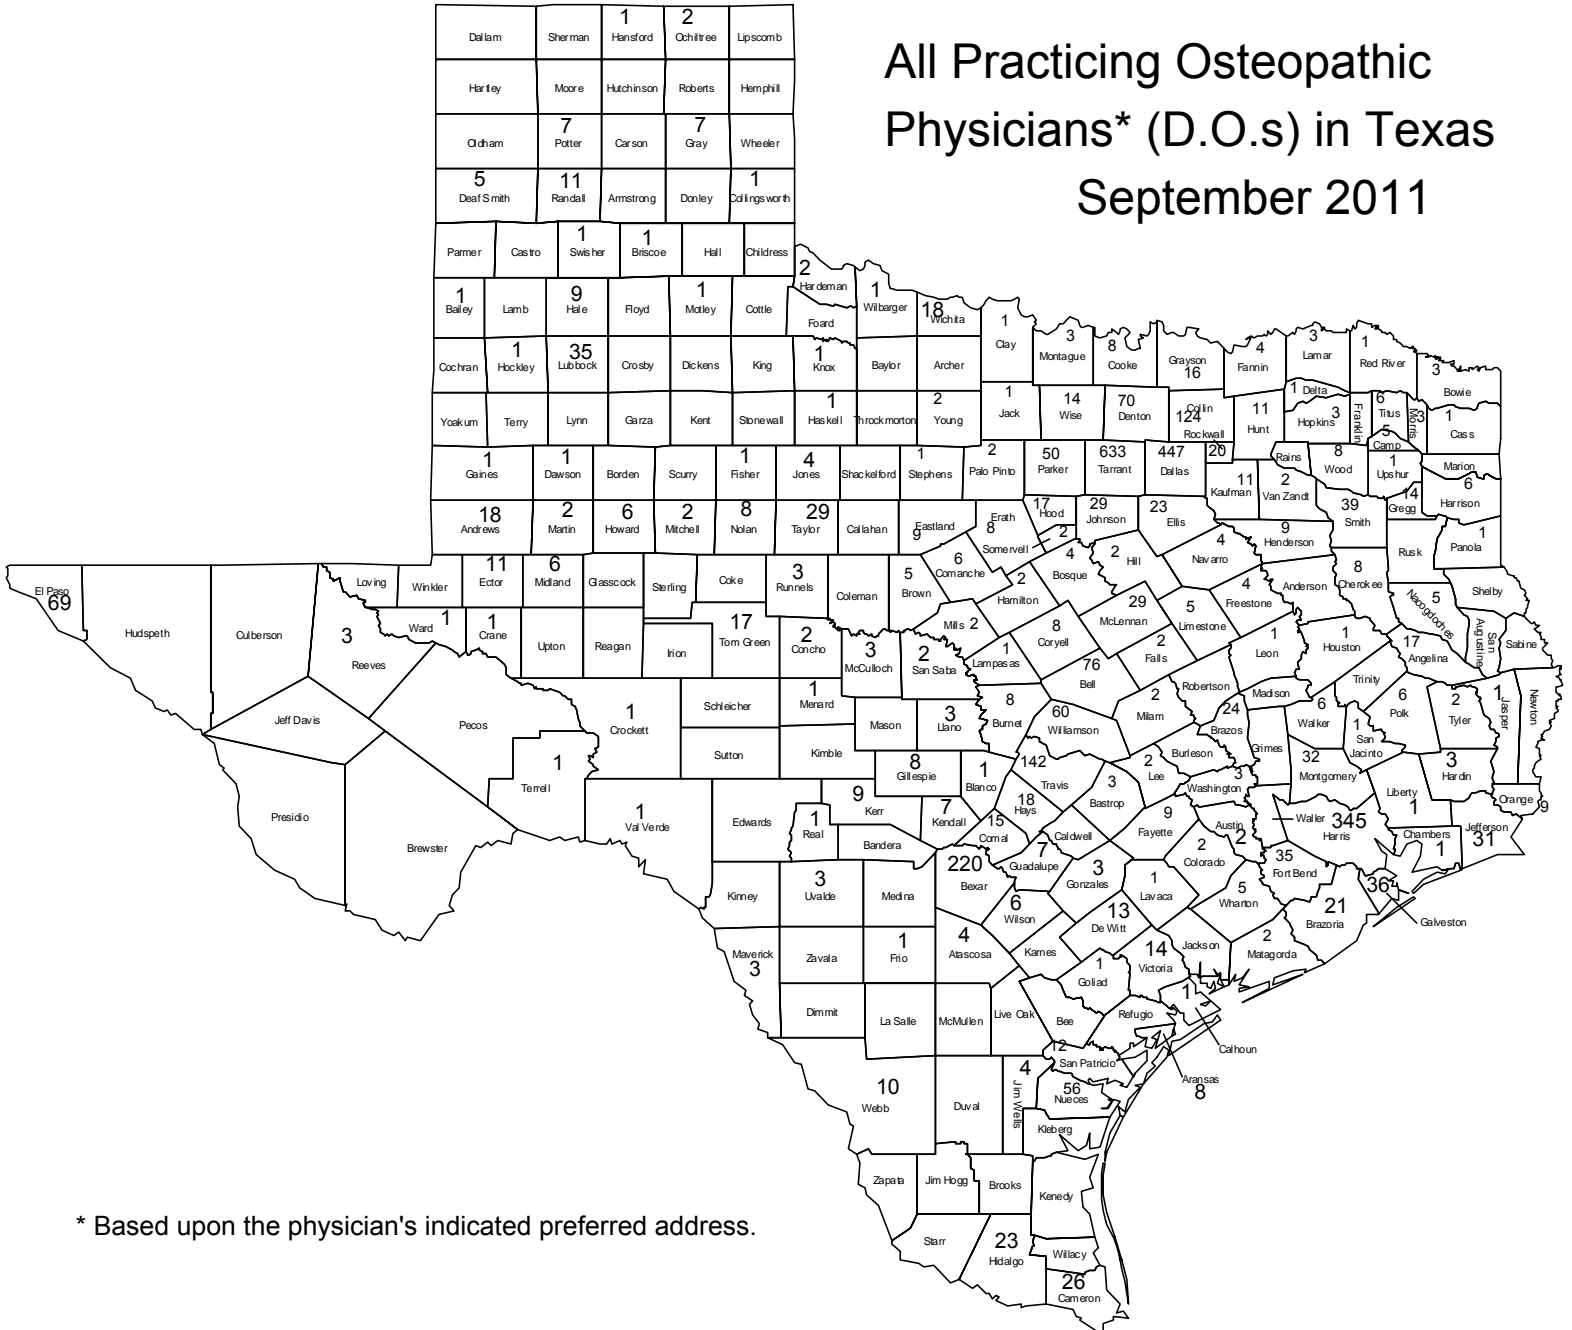 All Practicing Osteopathic
Physicians* (D.O.s) in Texas
September 2011
1 2
Dallam Sherman Hansford Ochiltree Lipscomb
Hartley Moore Hutchinson Roberts Hemphill
7 7
Oldham Potter Carson Gray Wheeler
5 11 1
Deaf Smith Randall Armstrong Donley Collingsworth
1 1
Parmer Castro Swisher Briscoe Hall Childress
2
Hardeman
1 9 1
Bailey Lamb Hale Floyd Motley Cottle
Foard
1
Wilbarger
18
Wichita
1
Clay
3
Montague
8
Cooke
Grayson
16
4
Fannin
3
Lamar
1
Red River
3
Bowie
1 35 1
Cochran Hockley Lubbock Crosby Dickens King Knox Baylor Archer
1 2
Yoakum Terry Lynn Garza Kent Stonewall Haskell Throckmorton Young
1
Jack
14
Wise
70
Denton
Collin
124
Rockwall
20
11
Hunt
1 Delta
Hopkins 3
Franklin
6
Titus
Morris
3
5
Camp
1
Cass
1 1 1 4 1 2
Gaines Dawson Borden Scurry Fisher Jones Shackelford Stephens Palo Pinto
50 633 447
Parker Tarrant Dallas
11
Kaufman
Rains
2
Van Zandt
8
Wood
1
Upshur
Marion
6
Harrison
14
Gregg
18 2 6 2 8 29
Andrews Martin Howard Mitchell Nolan Taylor Callahan
Eastland
9
Erath
8
17
Hood
Somervell
2
29
Johnson
23
Ellis
9
Henderson
39
Smith
Rusk
1
Panola
El Paso
69
Hudspeth
Culberson
3
Reeves
Loving Winkler
11 6
Ector Midland Glasscock
Sterling
Coke
3
Runnels
Coleman
5
Brown
6
Comanche
2
Hamilton
4
Bosque
2
Hill
4
Navarro
Anderson
8
Cherokee
5
Nacogdoches
Shelby
San
Augustine
Sabine
1
Ward
1
Crane
Upton
Reagan
Irion
17
Tom Green
2
Concho
3
McCulloch
2
San Saba
Mills 2
1
Lampasas
8
Coryell
29
McLennan
5
Limestone
4
Freestone
2
Falls
1
Leon
1
Houston
17
Angelina
Trinity
76
Bell
Jeff Davis
Pecos
1
Terrell
1
Crockett
Schleicher
Sutton
1
Menard
Kimble
Mason
3
Llano
8
Burnet
60
Williamson
2
Milam
Robertson
Madison
24
Brazos
Grimes
6
Walker
1
San
Jacinto
6
Polk
2
Tyler
1
Jasper
Newton
Presidio
Brewster
1
Val Verde
Edwards
1
Real
9
Kerr
8
Gillespie
1
Blanco
142
Travis
18
Hays
3
Bastrop
2
Lee
Burleson
3
Washington
32
Montgomery
Liberty
1
3
Hardin
Orange 9
Bandera
7
Kendall
15
Comal
Caldwell
9
Fayette
Austin
2
Waller
345
Harris
Chambers
1
Jefferson
31
Kinney
3
Uvalde
Medina
220
Bexar
7
Guadalupe
3
Gonzales
1
Lavaca
2
Colorado
35
Fort Bend
36
Galveston
6
Wilson
13
De Witt
5
Wharton
21
Brazoria
Maverick
3
Zavala
1
Frio
4
Atascosa
Karnes
14
Victoria
Jackson
2
Matagorda
1
Goliad
Dimmit
La Salle
McMullen
Live Oak
Bee
Refugio
1
Calhoun
12
San Patricio
Aransas
8
10
Webb
Duval
4
Jim Wells
56
Nueces
Kleberg
Zapata
Jim Hogg
Brooks
Kenedy
Starr
23
Hidalgo
Willacy
26
Cameron
* Based upon the physician's indicated preferred address.